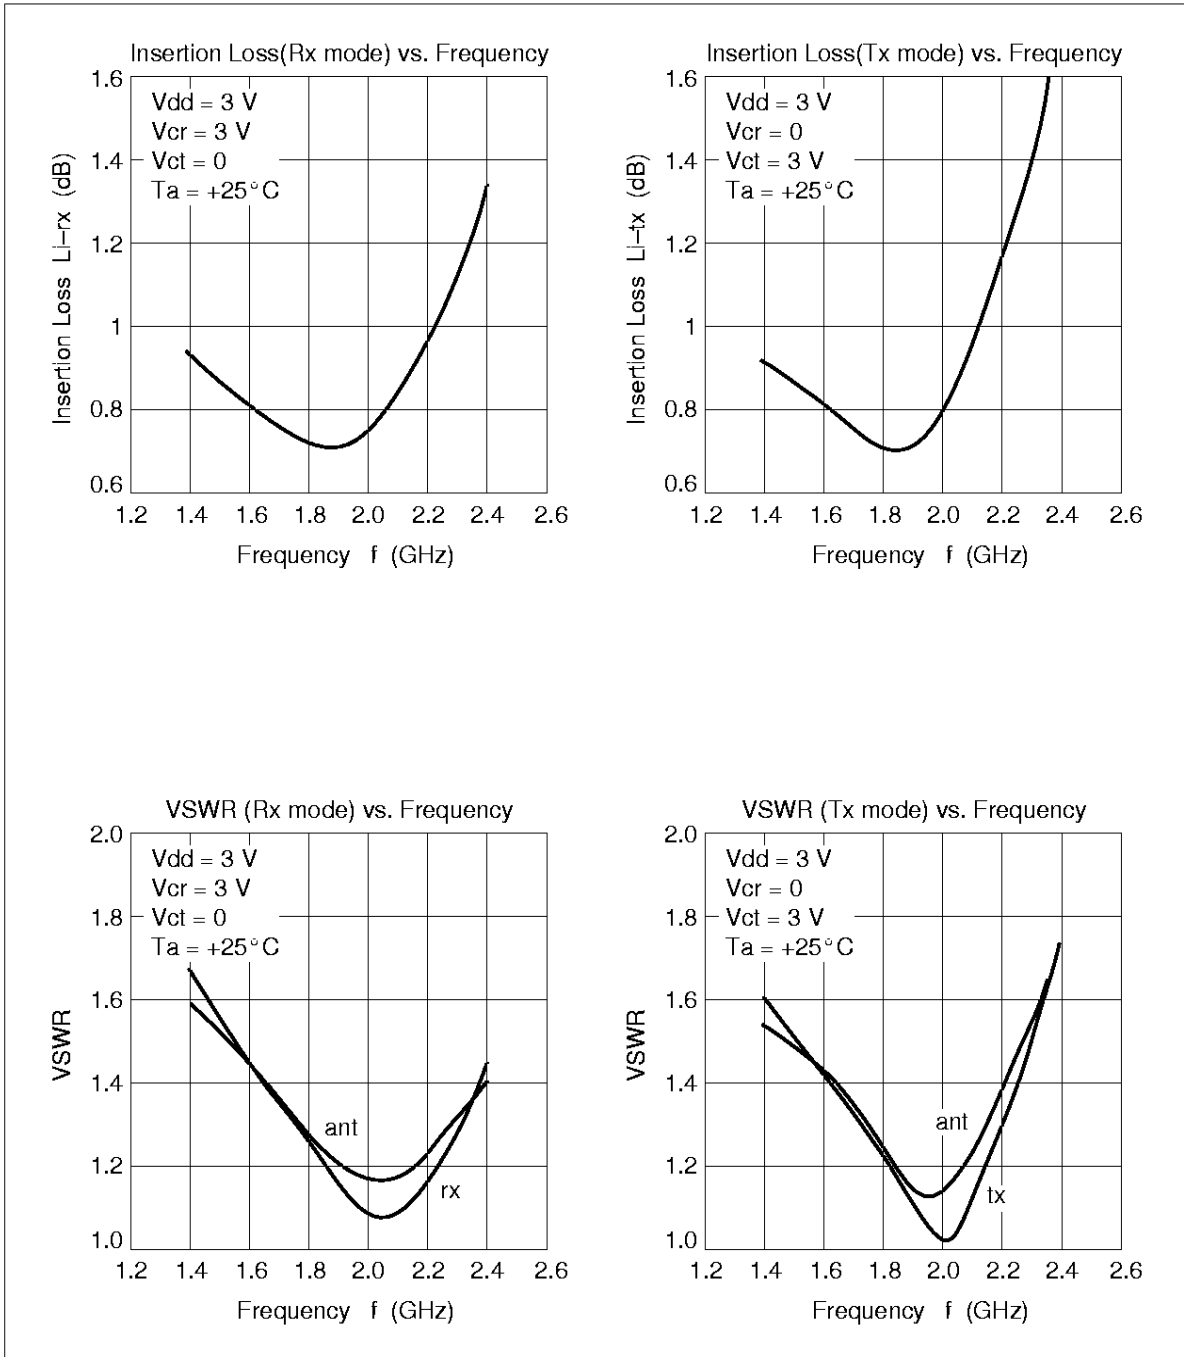 Insertion Loss(Rx mode) vs. Frequency
1.6
1.4
1.2
1
0.8
0.6
Insertion Loss Li–rx (dB)
Vdd = 3 V
Vcr = 3 V
Vct = 0
Ta = +25°C
1.2 1.4 1.6 1.8 2.0 2.2 2.4 2.6
Frequency f (GHz)
Insertion Loss(Tx mode) vs. Frequency
1.6
1.4
1.2
1
0.8
0.6
Insertion Loss Li–tx (dB)
Vdd = 3 V
Vcr = 0
Vct = 3 V
Ta = +25°C
1.2 1.4 1.6 1.8 2.0 2.2 2.4 2.6
Frequency f (GHz)
VSWR (Rx mode) vs. Frequency
2.0
1.8
1.6
1.4
1.2
1.0
VSWR
Vdd = 3 V
Vcr = 3 V
Vct = 0
Ta = +25°C
ant
rx
1.2 1.4 1.6 1.8 2.0 2.2 2.4 2.6
Frequency f (GHz)
VSWR (Tx mode) vs. Frequency
2.0
1.8
1.6
1.4
1.2
1.0
VSWR
Vdd = 3 V
Vcr = 0
Vct = 3 V
Ta = +25°C
ant
tx
1.2 1.4 1.6 1.8 2.0 2.2 2.4 2.6
Frequency f (GHz)